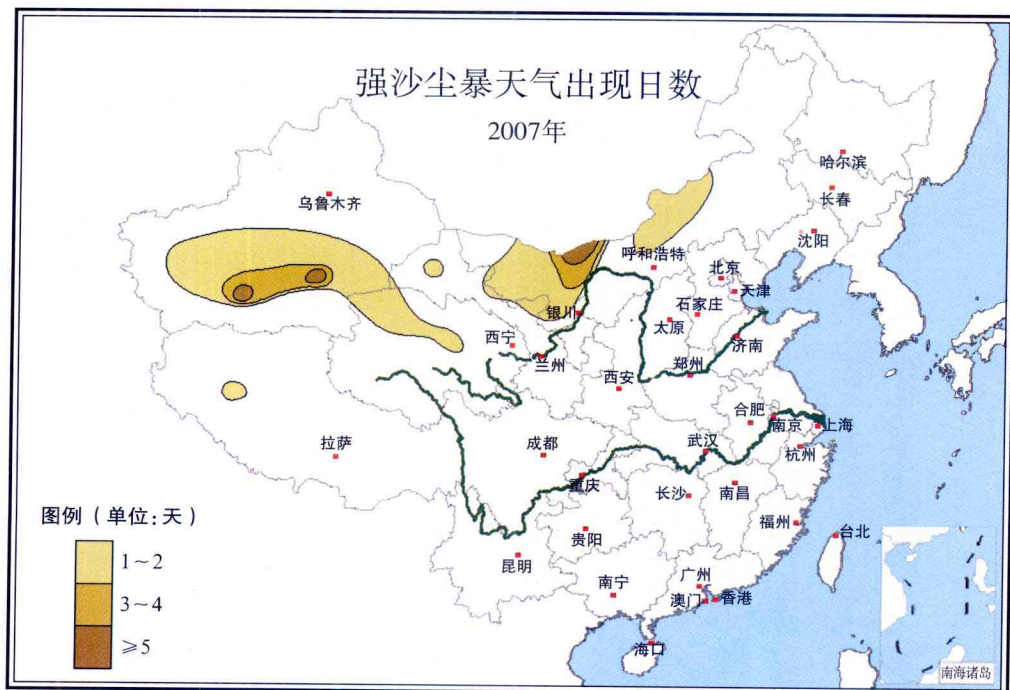 强沙尘暴天气出现日数
2007年
哈尔滨
长春
乌鲁木齐
沈阳
呼和浩特
北京
天津
石家庄
银川
太原
济南
西宁
兰州
郑州
西安
合肥
南京
上海
拉萨
成都
武汉
杭州
重庆
长沙
南昌
图例（单位:天）
福州
贵阳
台北
昆明
1~2
南宁
广州
澳门
香港
3~4
海口
≥5
南海诸岛